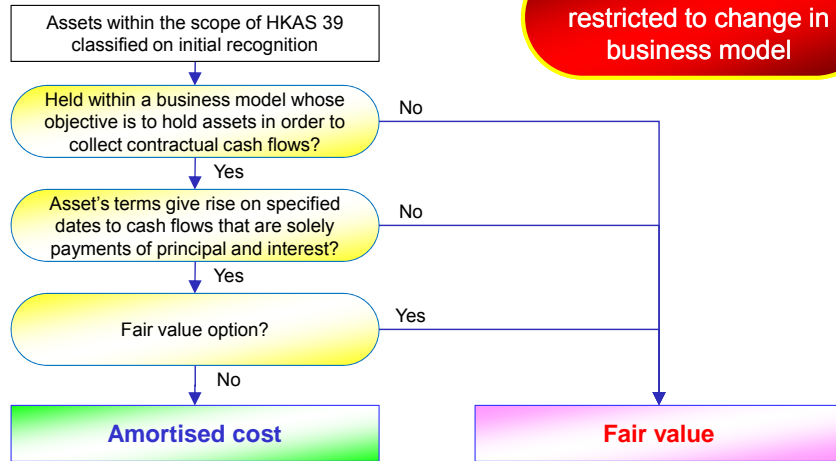 Assets within the scope of HKAS 39
classified on initial recognition
restricted to change in
business model
Held within a business model whose
objective is to hold assets in order to
collect contractual cash flows?
No
Yes
Asset's terms give rise on specified
dates to cash flows that are solely
payments of principal and interest?
No
Yes
Fair value option?
Yes
No
Amortised cost
Fair value